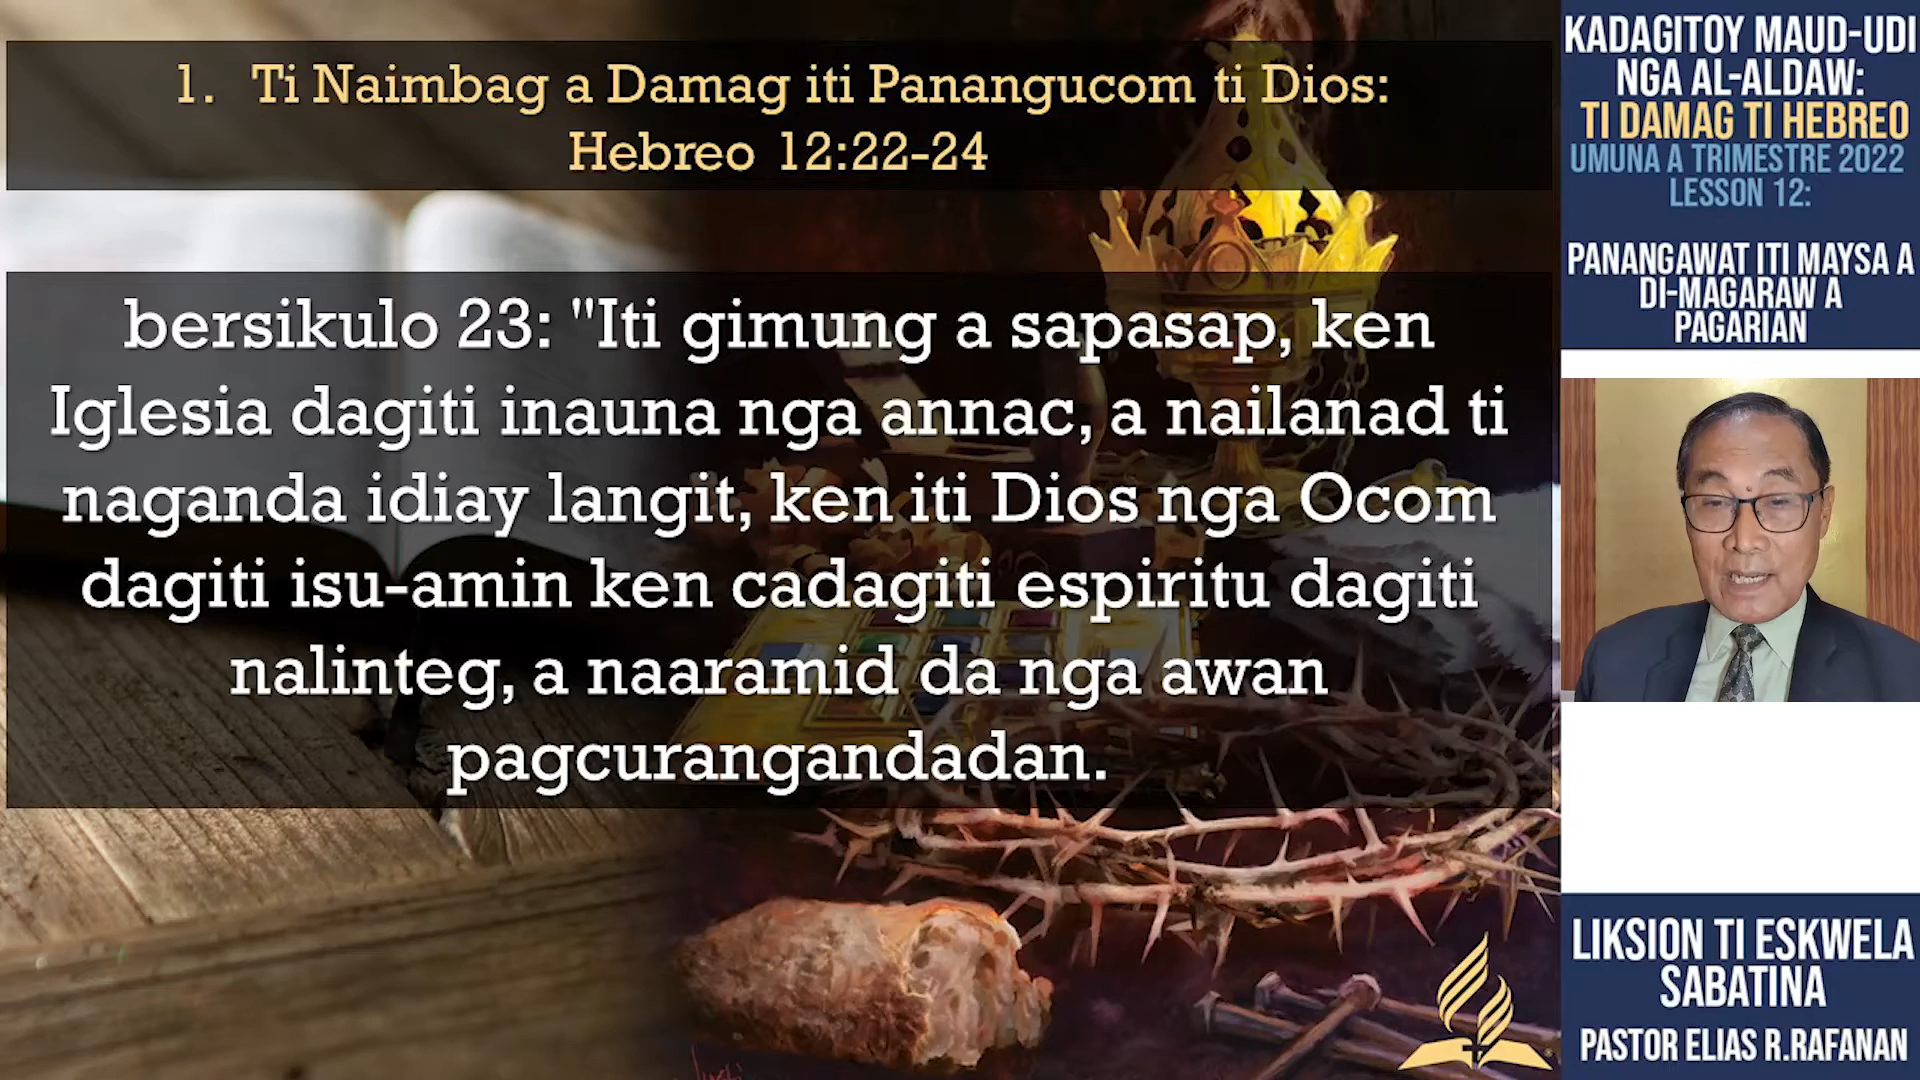 1. Ti Naimbag a Damag iti Panangucom ti Dios:
Hebreo 12:22-24
bersikulo 23: "Iti gimung a sapasap, ken
Iglesia dagiti inauna nga annac, a nailanad ti
naganda idiay langit, ken iti Dios nga Ocom
dagiti isu-amin ken cadagiti espiritu dagiti
nalinteg, a naaramid da nga awan
pagcurangandadan.
KADAGITOY MAUD-UDI
NGA AL-ALDAW:
TI DAMAG TI HEBREO
UMUNA A TRIMESTRE 2022
LESSON 12:
PANANGAWAT ITI MAYSA A
DI-MAGARAW A
PAGARIAN
LIKSION TI ESKWELA
SABATINA
PASTOR ELIAS R.RAFANAN